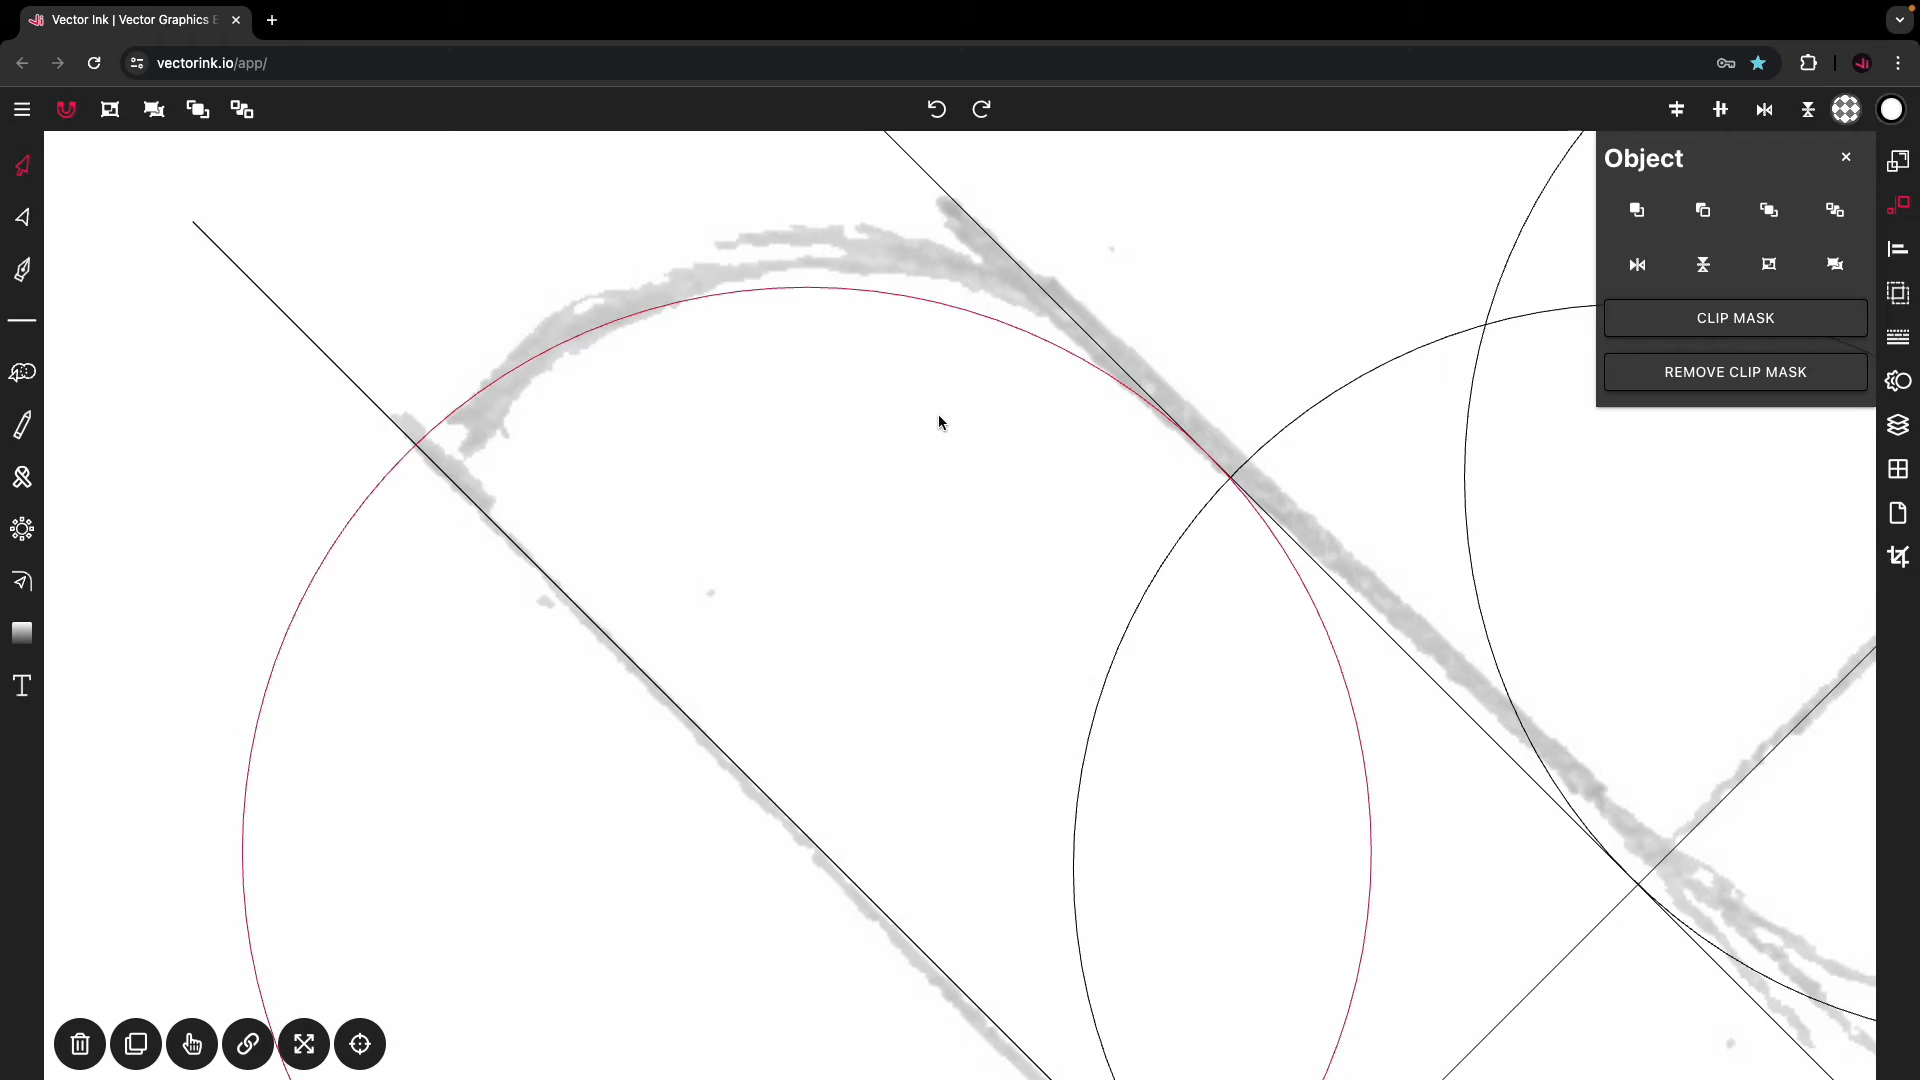 Vector Ink | Vector Graphics E
vectorink.io/app/
Object
CLIP MASK
REMOVE CLIP MASK